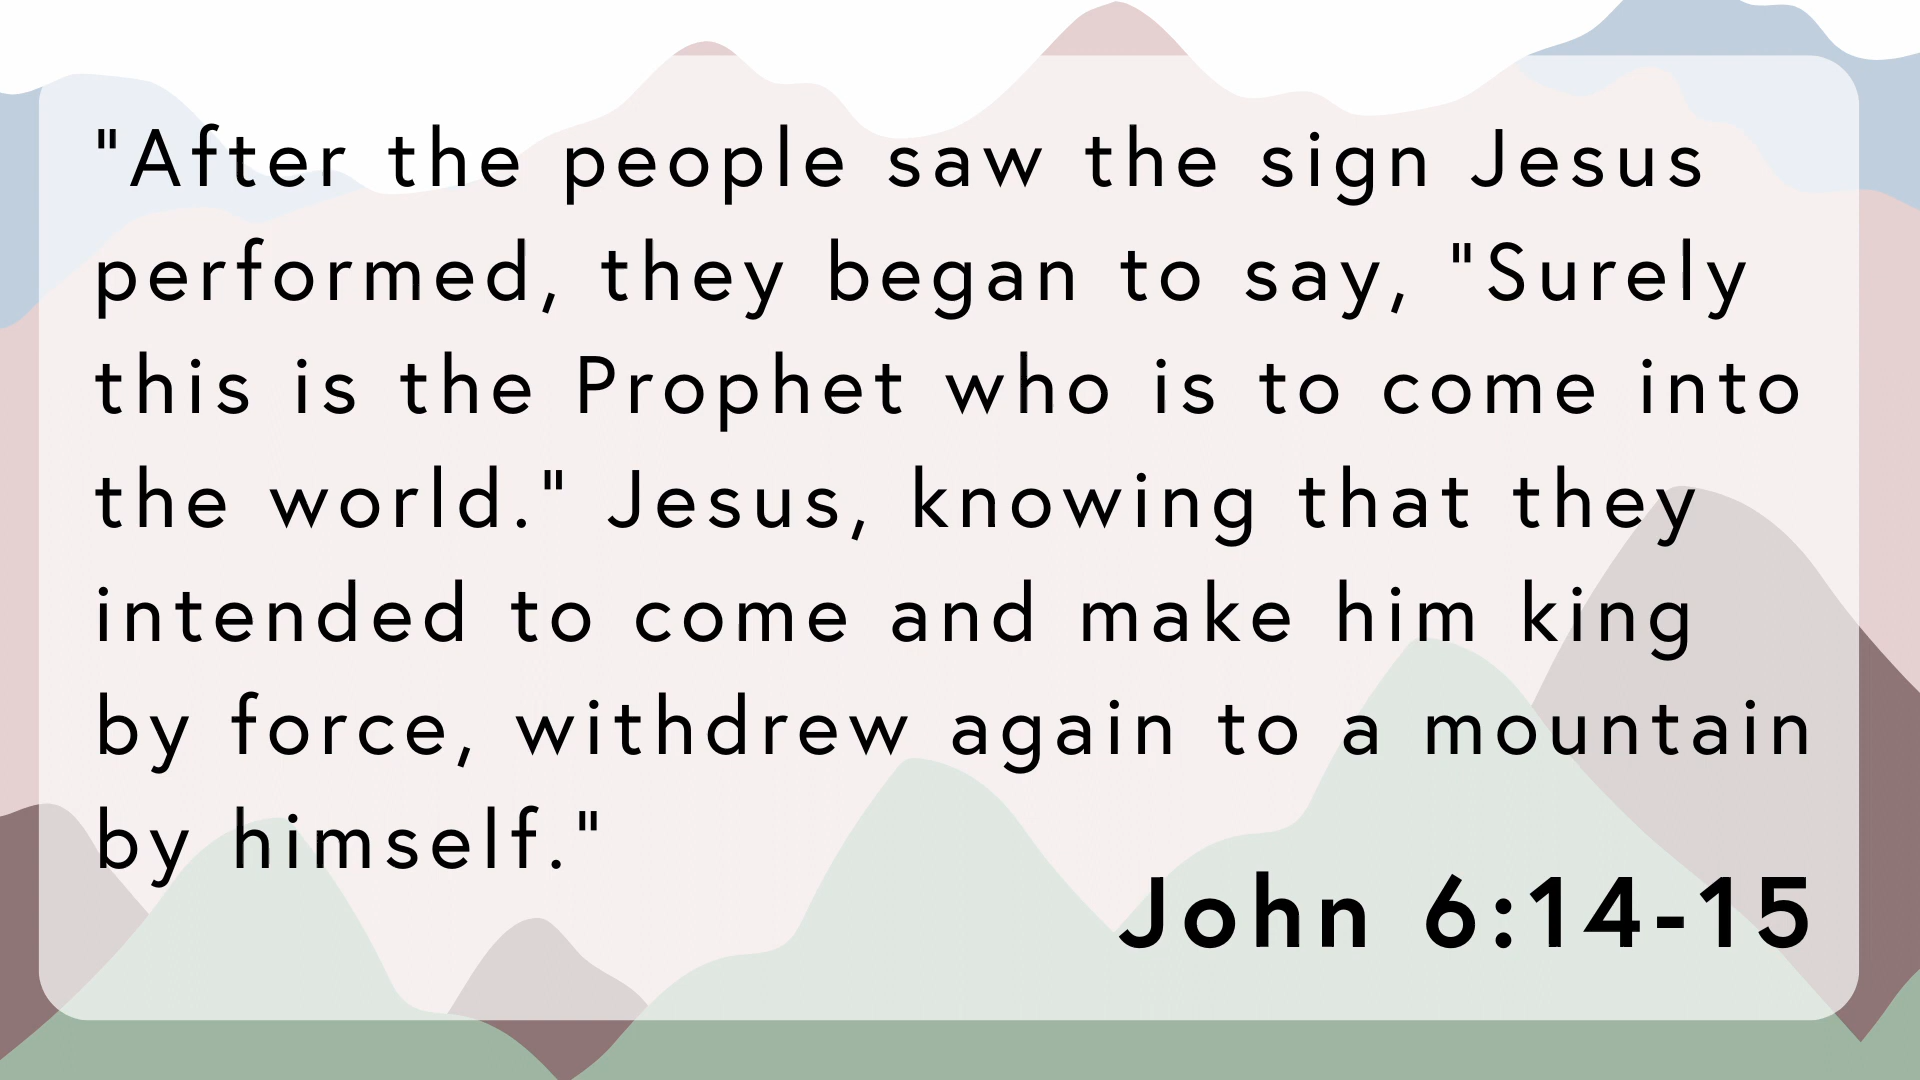 "After the people saw the sign Jesus
performed, they began to say, "Surely
this is the Prophet who is to come into
the world." Jesus, knowing that they
intended to come and make him king
by force, withdrew again to a mountain
by himself."
John 6:14-15